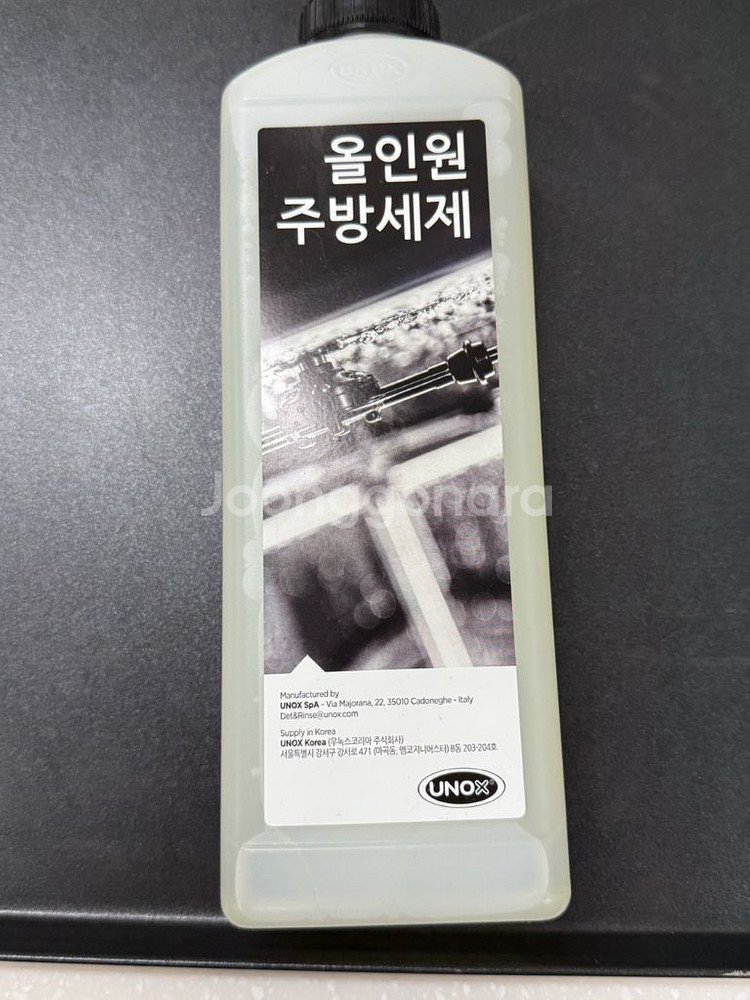 UNOX
올인원
주방세제
Joonggonara
Manufactured by
UNOX SpA - Via Majorana, 22, 35010 Cadoneghe - Italy
Det&Rinse@unox.com
Supply in Korea
UNOX Korea (우녹스코리아 주식회사)
서울특별시 강서구 강서로 471 (마곡동, 엠코지니어스타) B동 203-204호
UNOX®